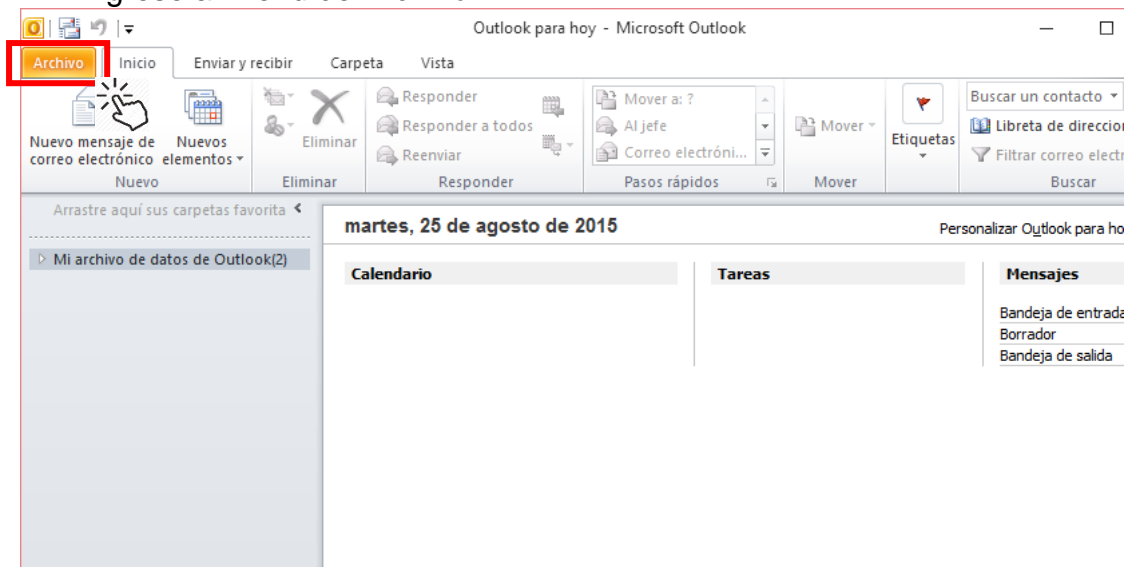 Outlook para hoy - Microsoft Outlook
Archivo Inicio Enviar y recibir Carpeta Vista
Nuevo mensaje de correo electrónico
Nuevos elementos
Nuevo
Eliminar
Eliminar
Responder
Responder a todos
Reenviar
Responder
Mover a: ?
Al jefe
Correo electróni...
Pasos rápidos
Mover
Mover
Etiquetas
Buscar un contacto
Libreta de direccion
Filtrar correo electr
Buscar
Arrastre aquí sus carpetas favorita
Mi archivo de datos de Outlook(2)
martes, 25 de agosto de 2015
Personalizar Outlook para ho
Calendario
Tareas
Mensajes
Bandeja de entrada
Borrador
Bandeja de salida